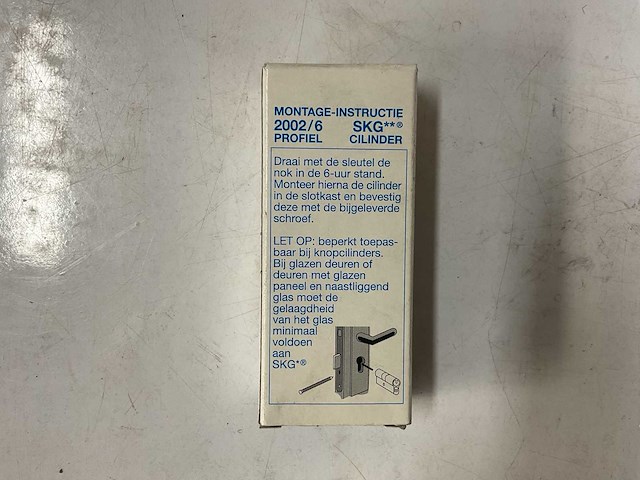 MONTAGE-INSTRUCTIE
2002/6 SKG**®
PROFIEL CILINDER
Draai met de sleutel de
nok in de 6-uur stand.
Monteer hierna de cilinder
in de slotkast en bevestig
deze met de bijgeleverde
schroef.
LET OP: beperkt toepas-
baar bij knopcilinders.
Bij glazen deuren of
deuren met glazen
paneel en naastliggend
glas moet de
gelaagdheid
van het glas
minimaal
voldoen
aan
SKG*®